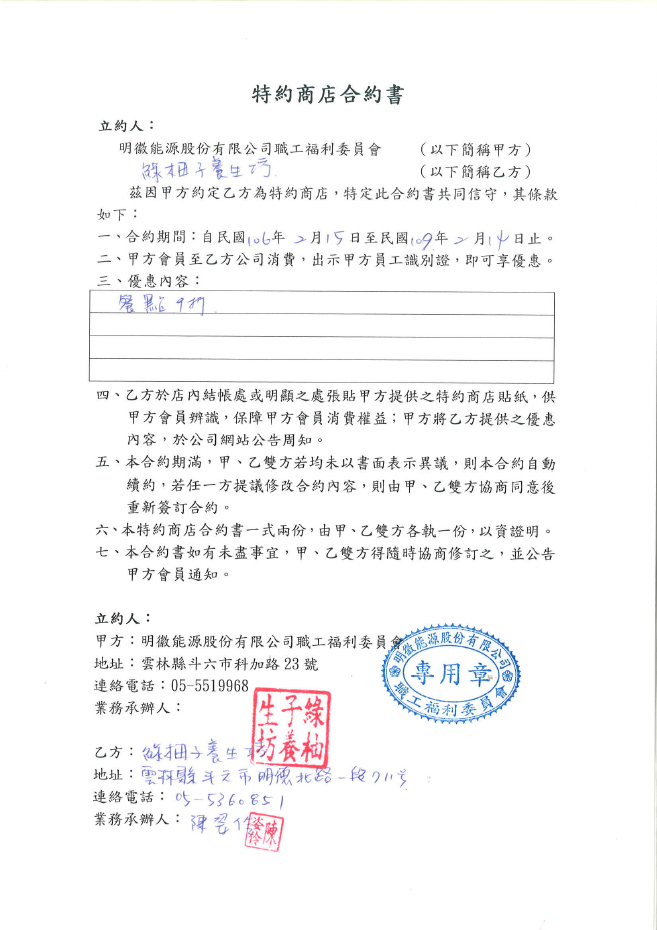 特約商店合約書
立約人：
明徽能源股份有限公司職工福利委員會 （以下簡稱甲方）
綠柚子養生坊 （以下簡稱乙方）
茲因甲方約定乙方為特約商店，特定此合約書共同信守，其條款
如下：
一、合約期間：自民國106年 2月15日至民國109年 2月14日止。
二、甲方會員至乙方公司消費，出示甲方員工識別證，即可享優惠。
三、優惠內容：
餐點9折
四、乙方於店內結帳處或明顯之處張貼甲方提供之特約商店貼紙，供
甲方會員辨識，保障甲方會員消費權益；甲方將乙方提供之優惠
內容，於公司網站公告周知。
五、本合約期滿，甲、乙雙方若均未以書面表示異議，則本合約自動
續約，若任一方提議修改合約內容，則由甲、乙雙方協商同意後
重新簽訂合約。
六、本特約商店合約書一式兩份，由甲、乙雙方各執一份，以資證明。
七、本合約書如有未盡事宜，甲、乙雙方得隨時協商修訂之，並公告
甲方會員通知。
立約人：
甲方：明徽能源股份有限公司職工福利委員會
地址：雲林縣斗六市科加路 23 號
連絡電話：05-5519968
業務承辦人：
明徽能源股份有限公司
專用章
職工福利委員會
綠柚
子養
生坊
乙方：綠柚子養生坊
地址：雲林縣斗六市明德北路一段711號
連絡電話：05-5360851
業務承辦人：陳
陳